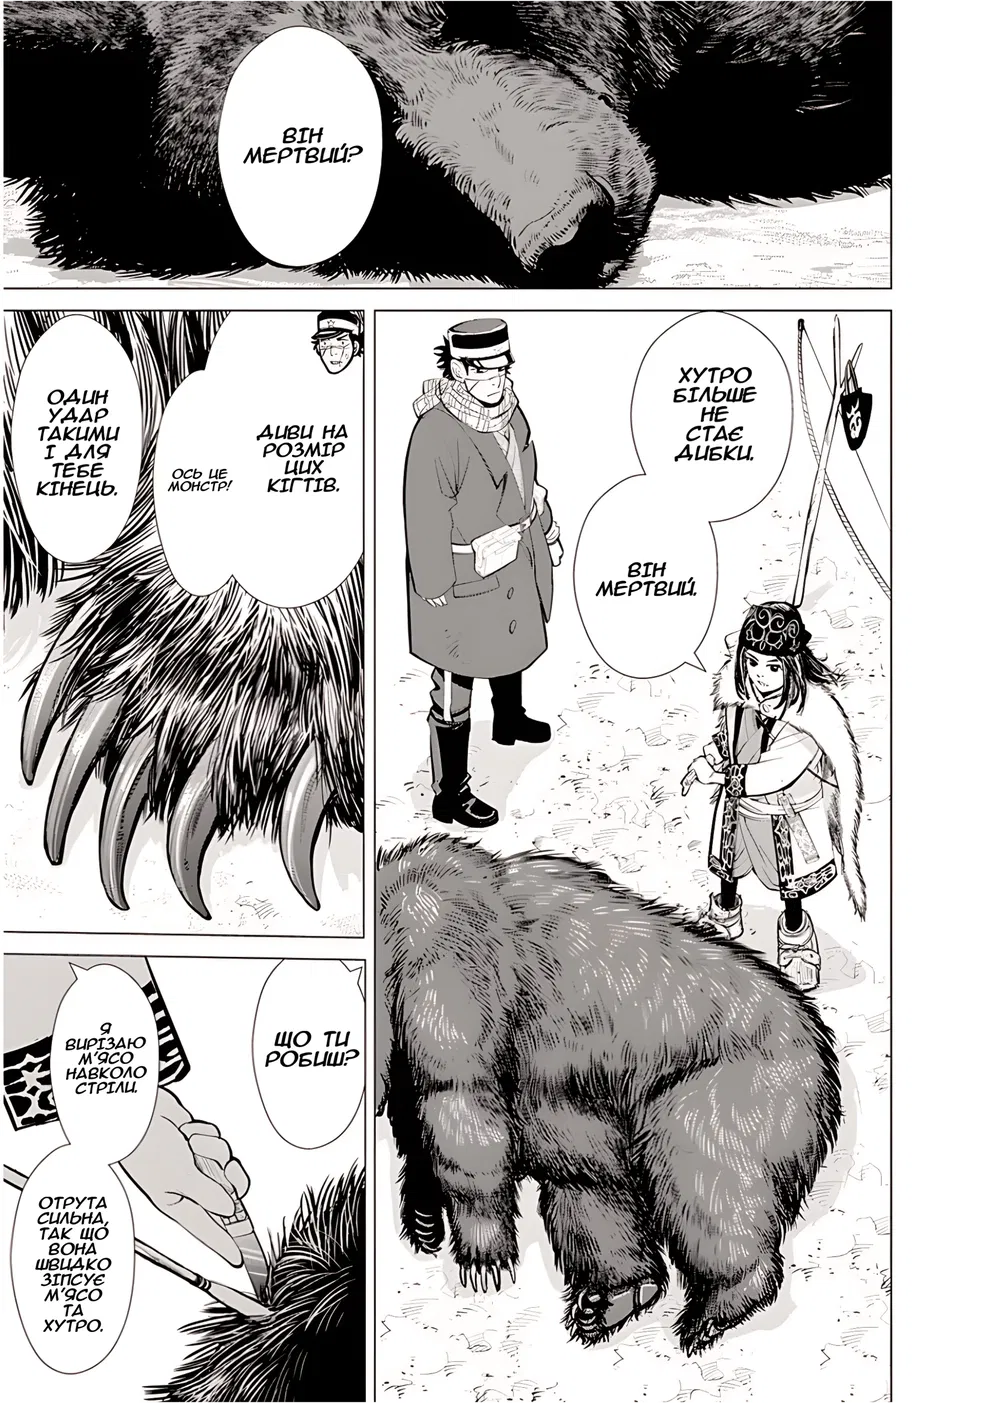 ВІН
МЕРТВИЙ?
ХУТРО
БІЛЬШЕ
НЕ
СТАЄ
ДИБКИ.
ВІН
МЕРТВИЙ.
ДИВИ НА
РОЗМІР
ЦИХ
КІГТІВ.
ОСЬ ЦЕ
МОНСТР!
ОДИН
УДАР
ТАКИМИ
І ДЛЯ
ТЕБЕ
КІНЕЦЬ.
ЩО ТИ
РОБИШ?
Я
ВИРІЗАЮ
М'ЯСО
НАВКОЛО
СТРІЛИ.
ОТРУТА
СИЛЬНА,
ТАК ЩО
ВОНА
ШВИДКО
ЗІПСУЄ
М'ЯСО
ТА
ХУТРО.